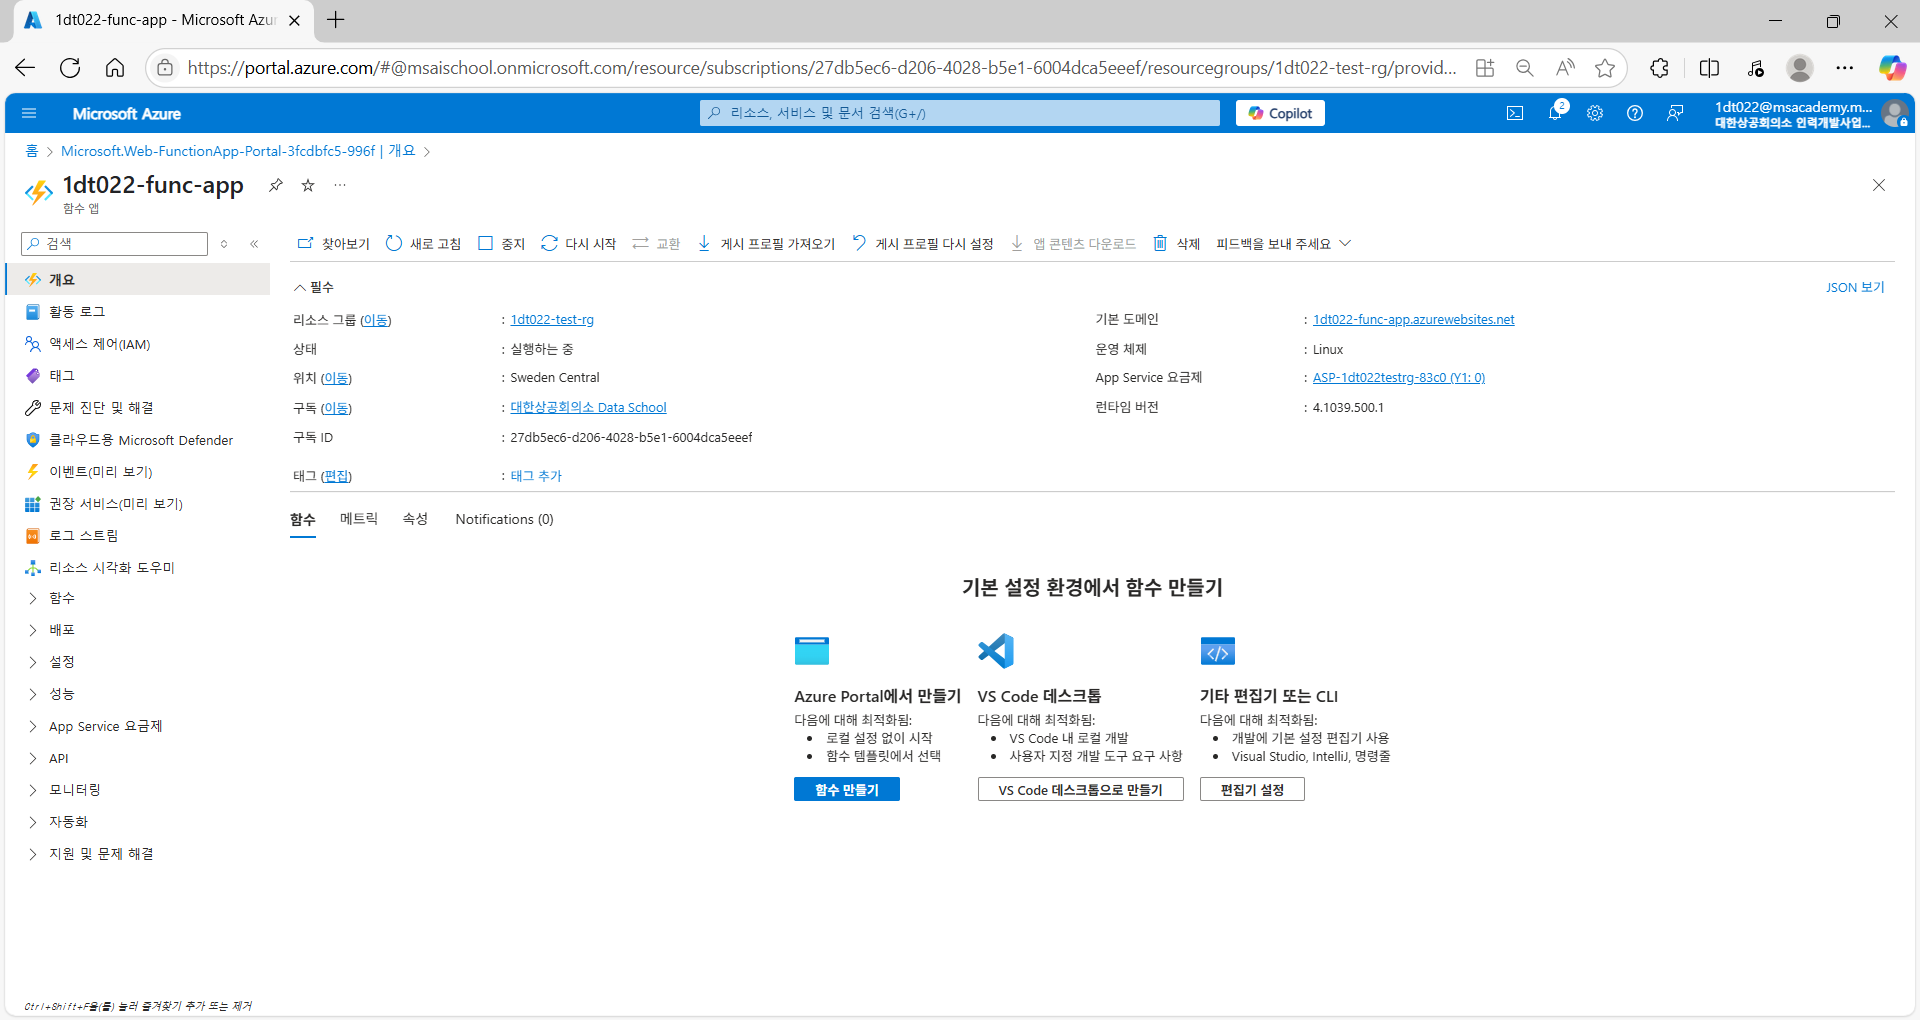 1dt022-func-app - Microsoft Azur
https://portal.azure.com/#@msaischool.onmicrosoft.com/resource/subscriptions/27db5ec6-d206-4028-b5e1-6004dca5eeef/resourcegroups/1dt022-test-rg/provid...
Microsoft Azure
리소스, 서비스 및 문서 검색(G+/)
Copilot
2
1dt022@msacademy.m...
대한상공회의소 인력개발사업...
홈 > Microsoft.Web-FunctionApp-Portal-3fcdbfc5-996f | 개요 >
1dt022-func-app
함수 앱
검색
찾아보기 새로 고침 중지 다시 시작 교환 게시 프로필 가져오기 게시 프로필 다시 설정 앱 콘텐츠 다운로드 삭제 피드백을 보내 주세요
개요
활동 로그
액세스 제어(IAM)
태그
문제 진단 및 해결
클라우드용 Microsoft Defender
이벤트(미리 보기)
권장 서비스(미리 보기)
로그 스트림
리소스 시각화 도우미
함수
배포
설정
성능
App Service 요금제
API
모니터링
자동화
지원 및 문제 해결
Ctrl+Shift+F을(를) 눌러 즐겨찾기 추가 또는 제거
필수
JSON 보기
리소스 그룹 (이동) : 1dt022-test-rg
상태 : 실행하는 중
위치 (이동) : Sweden Central
구독 (이동) : 대한상공회의소 Data School
구독 ID : 27db5ec6-d206-4028-b5e1-6004dca5eeef
태그 (편집) : 태그 추가
기본 도메인 : 1dt022-func-app.azurewebsites.net
운영 체제 : Linux
App Service 요금제 : ASP-1dt022testrg-83c0 (Y1: 0)
런타임 버전 : 4.1039.500.1
함수 메트릭 속성 Notifications (0)
기본 설정 환경에서 함수 만들기
Azure Portal에서 만들기
다음에 대해 최적화됨:
• 로컬 설정 없이 시작
• 함수 템플릿에서 선택
함수 만들기
VS Code 데스크톱
다음에 대해 최적화됨:
• VS Code 내 로컬 개발
• 사용자 지정 개발 도구 요구 사항
VS Code 데스크톱으로 만들기
기타 편집기 또는 CLI
다음에 대해 최적화됨:
• 개발에 기본 설정 편집기 사용
• Visual Studio, IntelliJ, 명령줄
편집기 설정